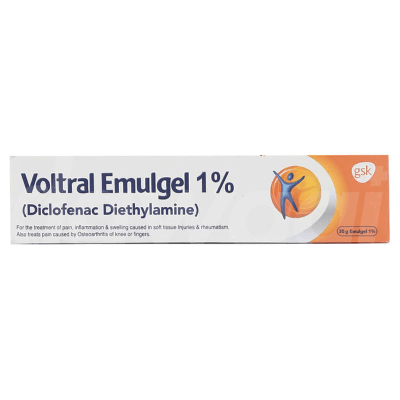 Voltral Emulgel 1%
(Diclofenac Diethylamine)
For the treatment of pain, inflammation & swelling caused in soft tissue injuries & rheumatism.
Also treats pain caused by Osteoarthritis of knee or fingers.
gsk
20 g Emulgel 1%